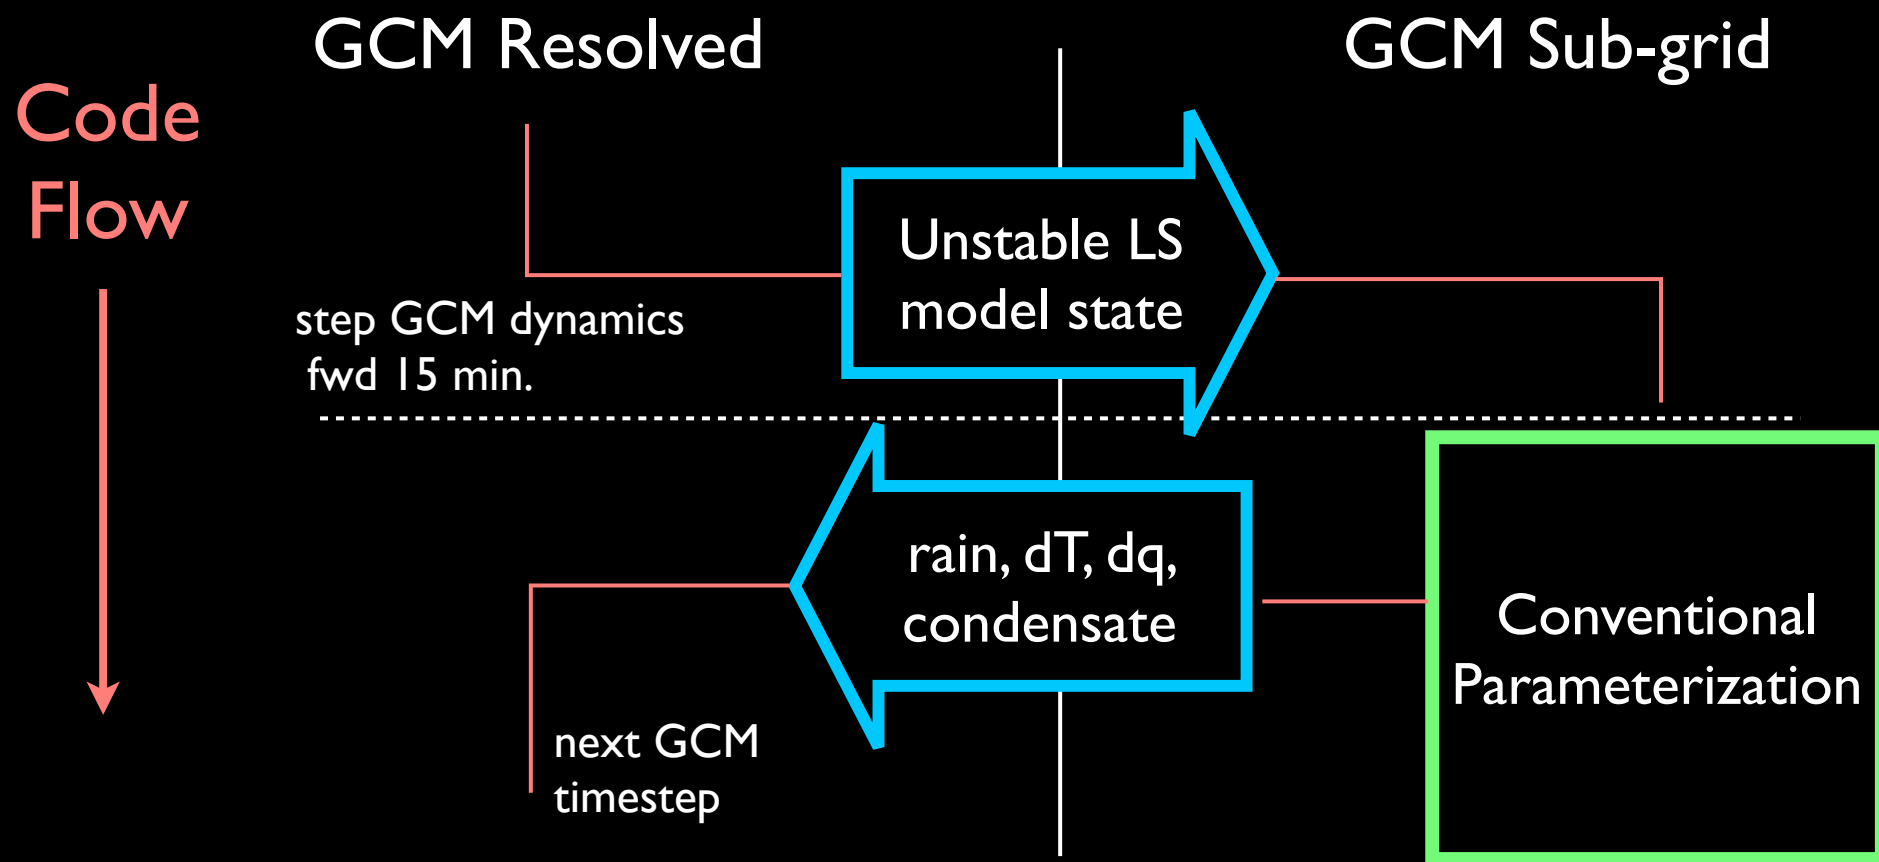 GCM Resolved
GCM Sub-grid
Code
Flow
Unstable LS
model state
step GCM dynamics
fwd 15 min.
rain, dT, dq,
condensate
Conventional
Parameterization
next GCM
timestep